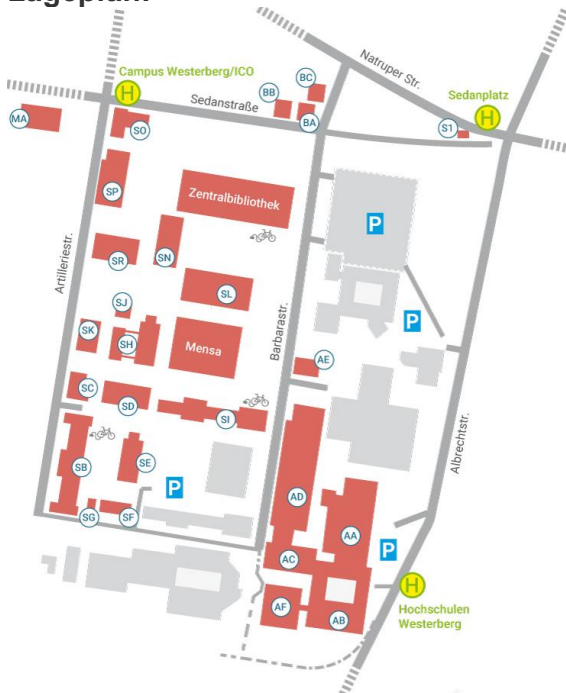 Lageplan:
Natruper Str.
Campus Westerberg/ICO
H
BC
BB
Sedanstraße
Sedanplatz
H
MA
SO
BA
S1
SP
Zentralbibliothek
P
Artilleriestr.
SR
SN
SL
SJ
P
SK
SH
Mensa
Barbarastr.
AE
SC
SD
SI
Albrechtstr.
SB
SE
P
AD
AA
SG
SF
AC
P
H
AF
AB
Hochschulen
Westerberg